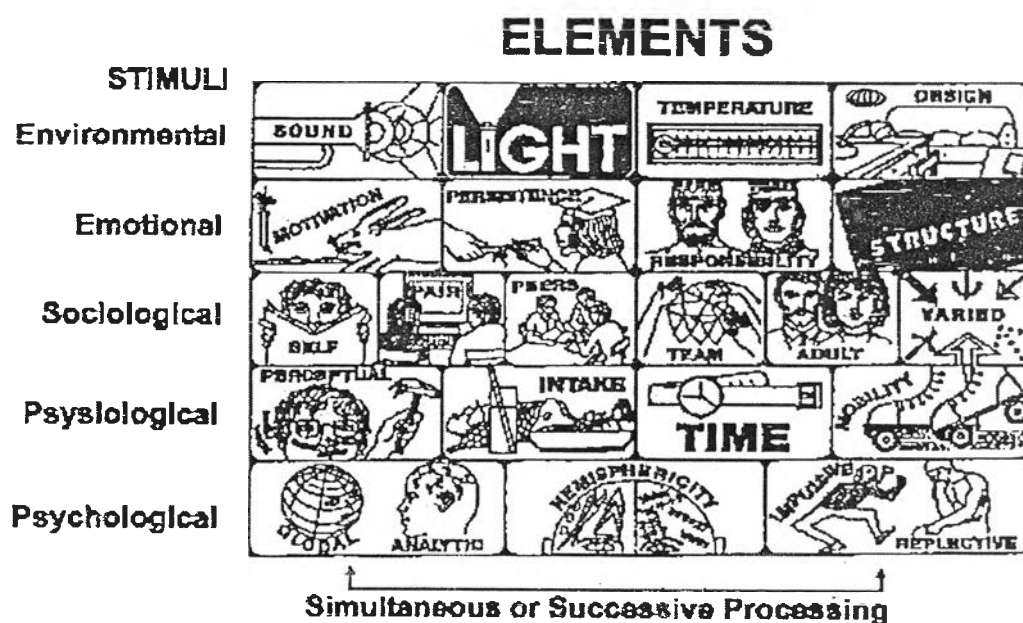 ELEMENTS
STIMULI
Environmental
SOUND
LIGHT
TEMPERATURE
DESIGN
Emotional
MOTIVATION
PERSISTENCE
RESPONSIBILITY
STRUCTURE
Sociological
SELF
PAIR
PEERS
TEAM
ADULT
VARIED
Psysiological
PERCEPTUAL
INTAKE
TIME
MOBILITY
Psychological
GLOBAL
ANALYTIC
HEMISPHERICITY
IMPULSIVE
REFLECTIVE
Simultaneous or Successive Processing